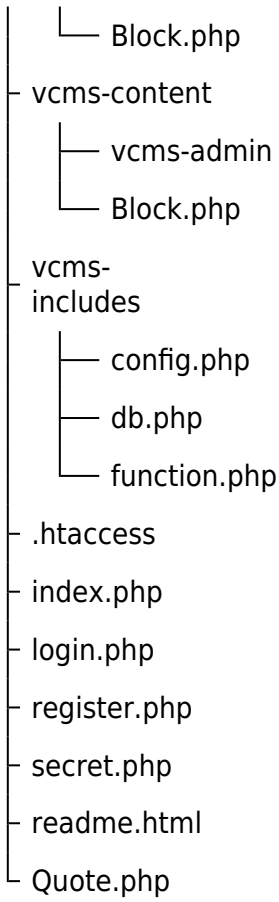 Block.php
vcms-content
vcms-admin
Block.php
vcms-
includes
config.php
db.php
function.php
.htaccess
index.php
login.php
register.php
secret.php
readme.html
Quote.php